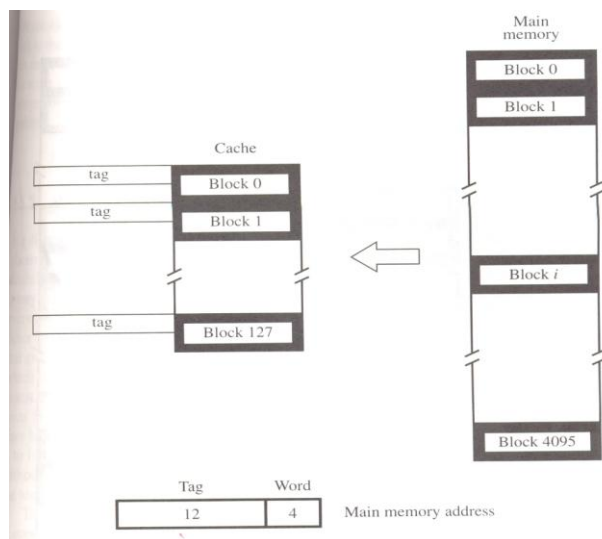 Main
memory
Block 0
Block 1
Cache
tag
Block 0
tag
Block 1
Block i
tag
Block 127
Block 4095
Tag
Word
12
4
Main memory address